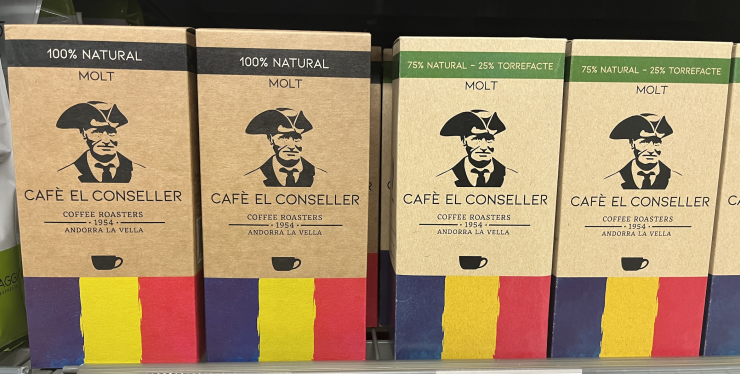 100% NATURAL
MOLT
CAFÈ EL CONSELLER
COFFEE ROASTERS
· 1954 ·
ANDORRA LA VELLA
100% NATURAL
MOLT
CAFÈ EL CONSELLER
COFFEE ROASTERS
· 1954 ·
ANDORRA LA VELLA
75% NATURAL - 25% TORREFACTE
MOLT
CAFÈ EL CONSELLER
COFFEE ROASTERS
· 1954 ·
ANDORRA LA VELLA
75% NATURAL - 25% TORREFACTE
MOLT
CAFÈ EL CONSELLER
COFFEE ROASTERS
· 1954 ·
ANDORRA LA VELLA